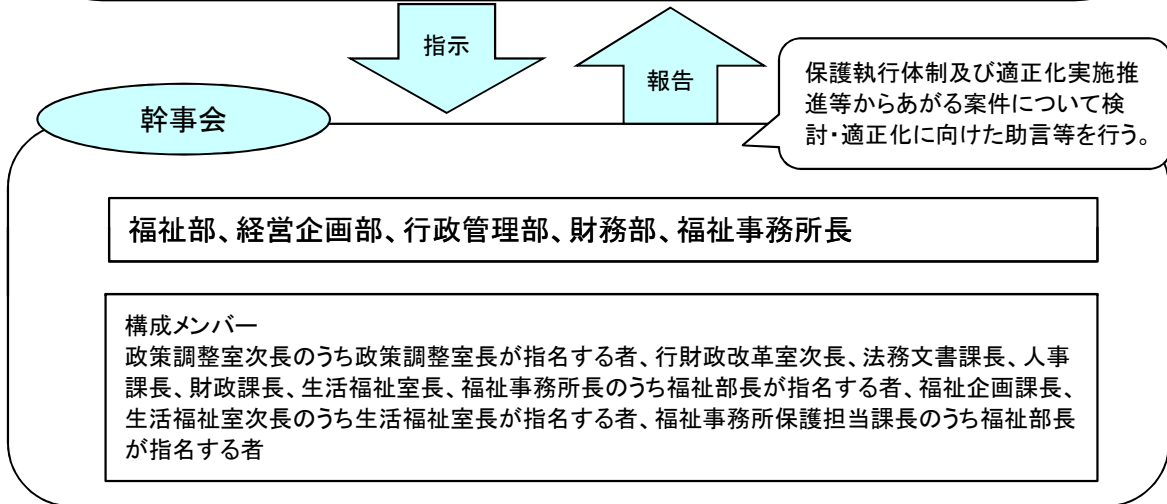 指示
報告
保護執行体制及び適正化実施推
進等からあがる案件について検
討・適正化に向けた助言等を行う。
幹事会
福祉部、経営企画部、行政管理部、財務部、福祉事務所長
構成メンバー
政策調整室次長のうち政策調整室長が指名する者、行財政改革室次長、法務文書課長、人事
課長、財政課長、生活福祉室長、福祉事務所長のうち福祉部長が指名する者、福祉企画課長、
生活福祉室次長のうち生活福祉室長が指名する者、福祉事務所保護担当課長のうち福祉部長
が指名する者